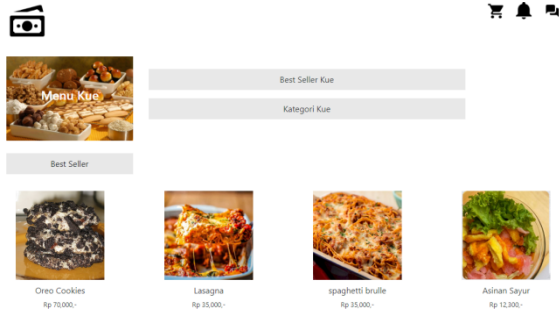 Menu Kue
Best Seller Kue
Kategori Kue
Best Seller
Oreo Cookies
Lasagna
spaghetti brulle
Asinan Sayur
Rp 70,000,-
Rp 35,000,-
Rp 35,000,-
Rp 12,300,-